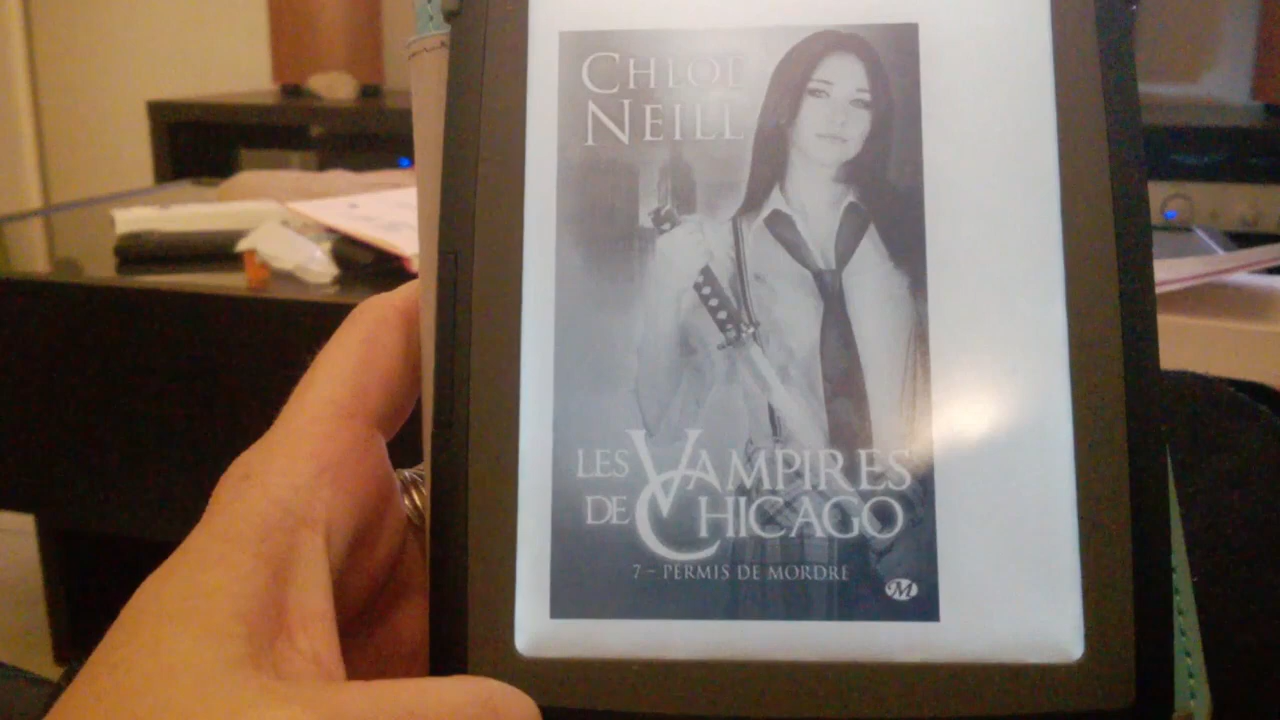 CHLOE
NEILL
LES VAMPIRES
DE CHICAGO
7 – PERMIS DE MORDRE
M